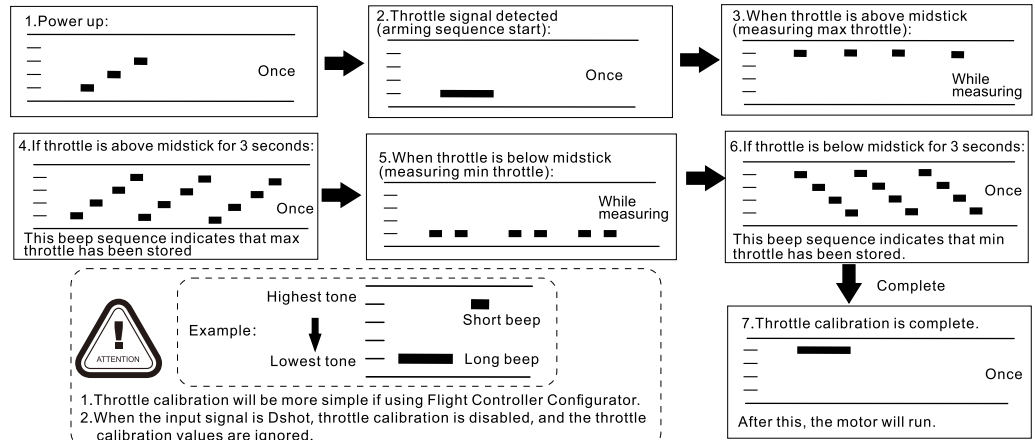 1.Power up:
Once
2.Throttle signal detected
(arming sequence start):
Once
3.When throttle is above midstick
(measuring max throttle):
While
measuring
4.If throttle is above midstick for 3 seconds:
Once
This beep sequence indicates that max
throttle has been stored
5.When throttle is below midstick
(measuring min throttle):
While
measuring
6.If throttle is below midstick for 3 seconds:
Once
This beep sequence indicates that min
throttle has been stored.
Complete
7.Throttle calibration is complete.
Once
After this, the motor will run.
ATTENTION
Example:
Highest tone
Lowest tone
Short beep
Long beep
1.Throttle calibration will be more simple if using Flight Controller Configurator.
2.When the input signal is Dshot, throttle calibration is disabled, and the throttle
calibration values are ignored.